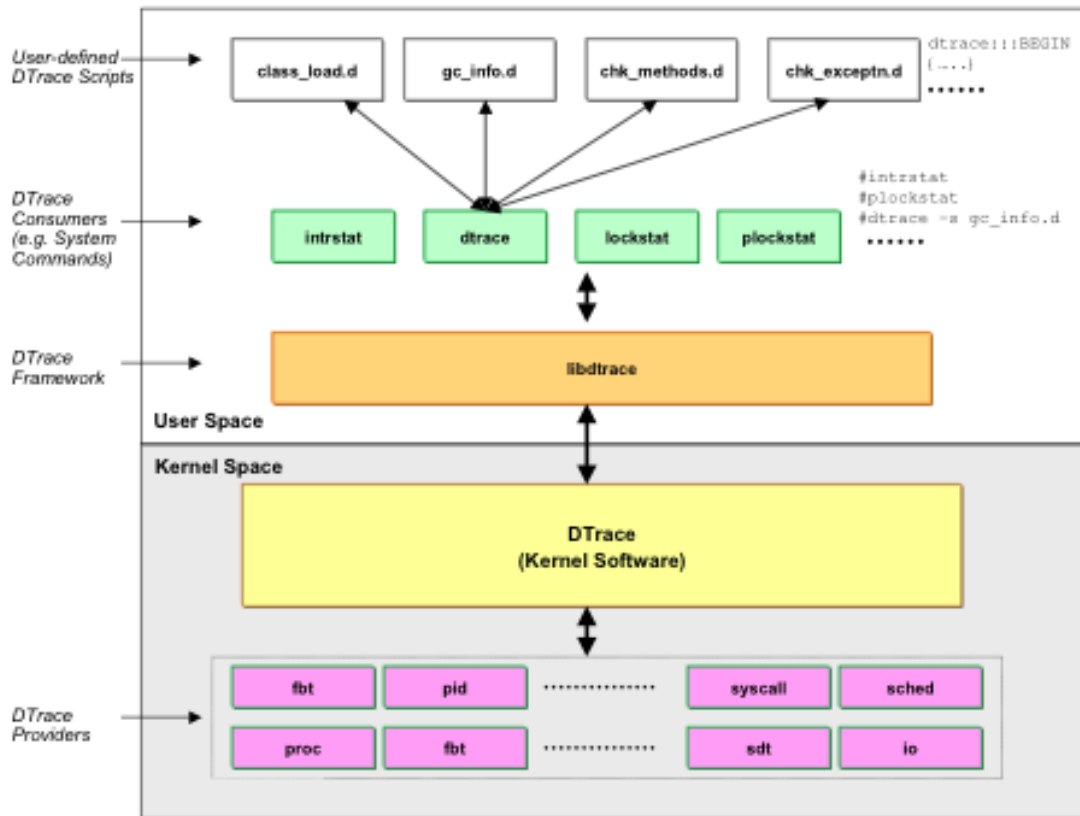 User-defined
DTrace Scripts
class_load.d
gc_info.d
chk_methods.d
chk_exceptn.d
dtrace:::BEGIN
{ …..}
••••••
DTrace
Consumers
(e.g. System
Commands)
intrstat
dtrace
lockstat
plockstat
#intrstat
#plockstat
#dtrace -s gc_info.d
••••••
DTrace
Framework
libdtrace
User Space
Kernel Space
DTrace
(Kernel Software)
DTrace
Providers
fbt
pid
...............
syscall
sched
proc
fbt
...............
sdt
io